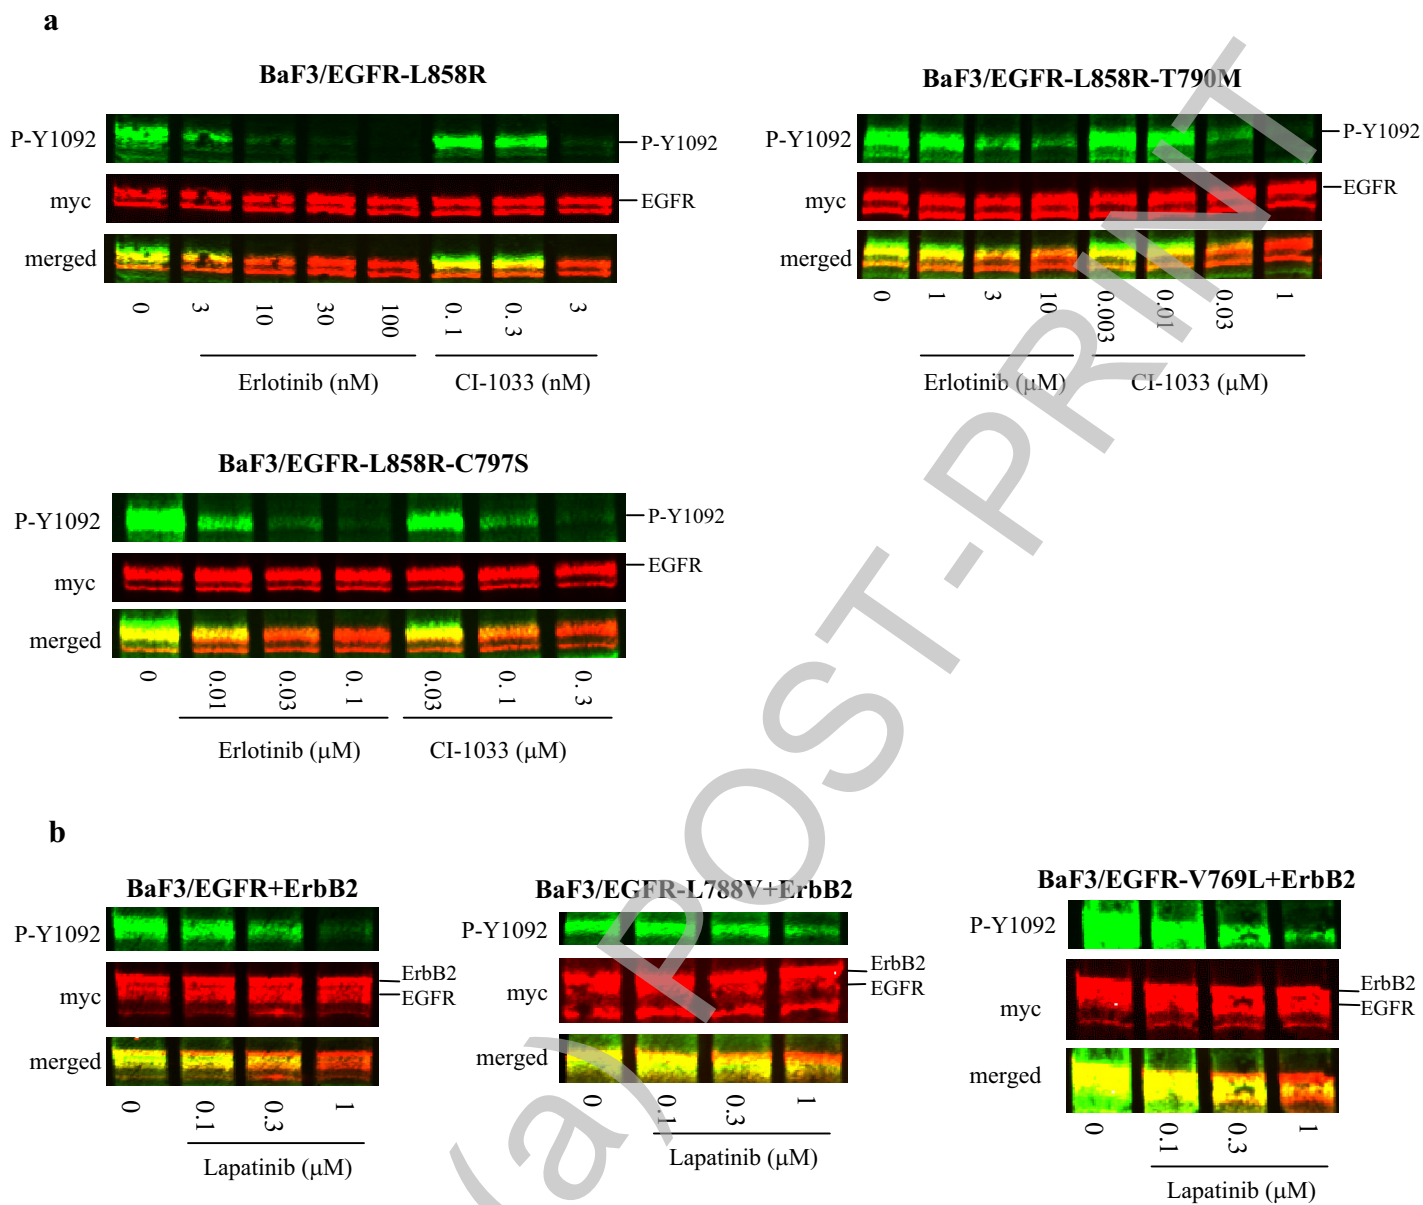 a
BaF3/EGFR-L858R
P-Y1092
P-Y1092
myc
EGFR
merged
0 3 10 30 100 0. 1 0. 3 3
Erlotinib (nM) CI-1033 (nM)
BaF3/EGFR-L858R-T790M
P-Y1092
P-Y1092
myc
EGFR
merged
0 1 3 10 0.003 0.01 0.03 1
Erlotinib (μM) CI-1033 (μM)
BaF3/EGFR-L858R-C797S
P-Y1092
P-Y1092
myc
EGFR
merged
0 0.01 0.03 0. 1 0.03 0. 1 0. 3
Erlotinib (μM) CI-1033 (μM)
b
BaF3/EGFR+ErbB2
P-Y1092
myc
ErbB2
EGFR
merged
0 0.1 0.3 1
Lapatinib (μM)
BaF3/EGFR-L788V+ErbB2
P-Y1092
myc
ErbB2
EGFR
merged
0 0.1 0.3 1
Lapatinib (μM)
BaF3/EGFR-V769L+ErbB2
P-Y1092
myc
ErbB2
EGFR
merged
0 0.1 0.3 1
Lapatinib (μM)
(a) POST-PRINT